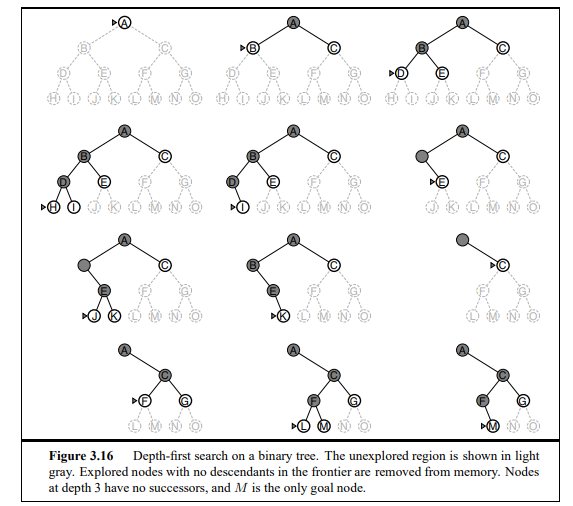 A A A
B C B C B C
D E F G D E F G D E F G
H I J K L M N O H I J K L M N O H I J K L M N O
A A A
B C B C C
D E F G D E F G E F G
H I J K L M N O I J K L M N O J K L M N O
A A
C B C C
E F G E F G F G
J K L M N O K L M N O L M N O
A A A
C C C
F G F G F G
L M N O L M N O M N O
Figure 3.16 Depth-first search on a binary tree. The unexplored region is shown in light
gray. Explored nodes with no descendants in the frontier are removed from memory. Nodes
at depth 3 have no successors, and M is the only goal node.